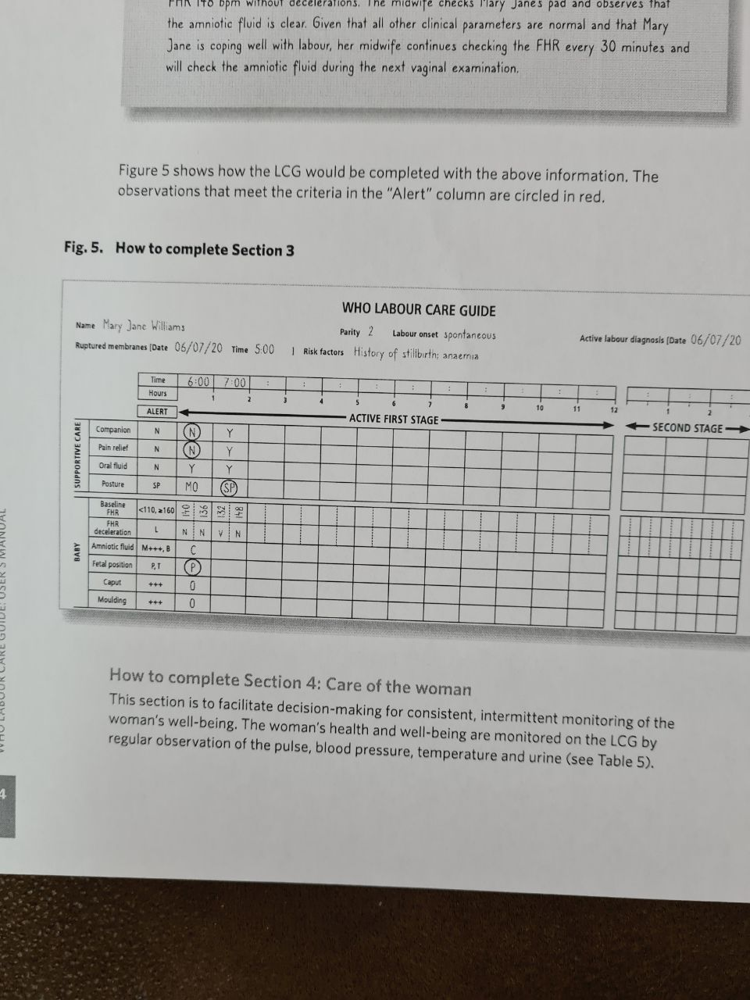 FHR 148 bpm without decelerations. The midwife checks Mary Jane's pad and observes that
the amniotic fluid is clear. Given that all other clinical parameters are normal and that Mary
Jane is coping well with labour, her midwife continues checking the FHR every 30 minutes and
will check the amniotic fluid during the next vaginal examination.
Figure 5 shows how the LCG would be completed with the above information. The
observations that meet the criteria in the “Alert” column are circled in red.
Fig. 5. How to complete Section 3
WHO LABOUR CARE GUIDE
Name Mary Jane Williams Parity 2 Labour onset spontaneous Active labour diagnosis [Date 06/07/20
Ruptured membranes [Date 06/07/20 Time 5:00 ] Risk factors History of stillbirth; anaemia
Time 6:00 7:00 : : : : : : : : : :
Hours 1 2 3 4 5 6 7 8 9 10 11 12 1 2
ALERT ACTIVE FIRST STAGE SECOND STAGE
SUPPORTIVE CARE
Companion N N Y
Pain relief N N Y
Oral fluid N Y Y
Posture SP MO SP
BABY
Baseline FHR <110, ≥160 140 136 132 148
FHR deceleration L N N V N
Amniotic fluid M+++, B C
Fetal position P, T P
Caput +++ 0
Moulding +++ 0
How to complete Section 4: Care of the woman
This section is to facilitate decision-making for consistent, intermittent monitoring of the
woman's well-being. The woman's health and well-being are monitored on the LCG by
regular observation of the pulse, blood pressure, temperature and urine (see Table 5).
WHO LABOUR CARE GUIDE: USER'S MANUAL
4